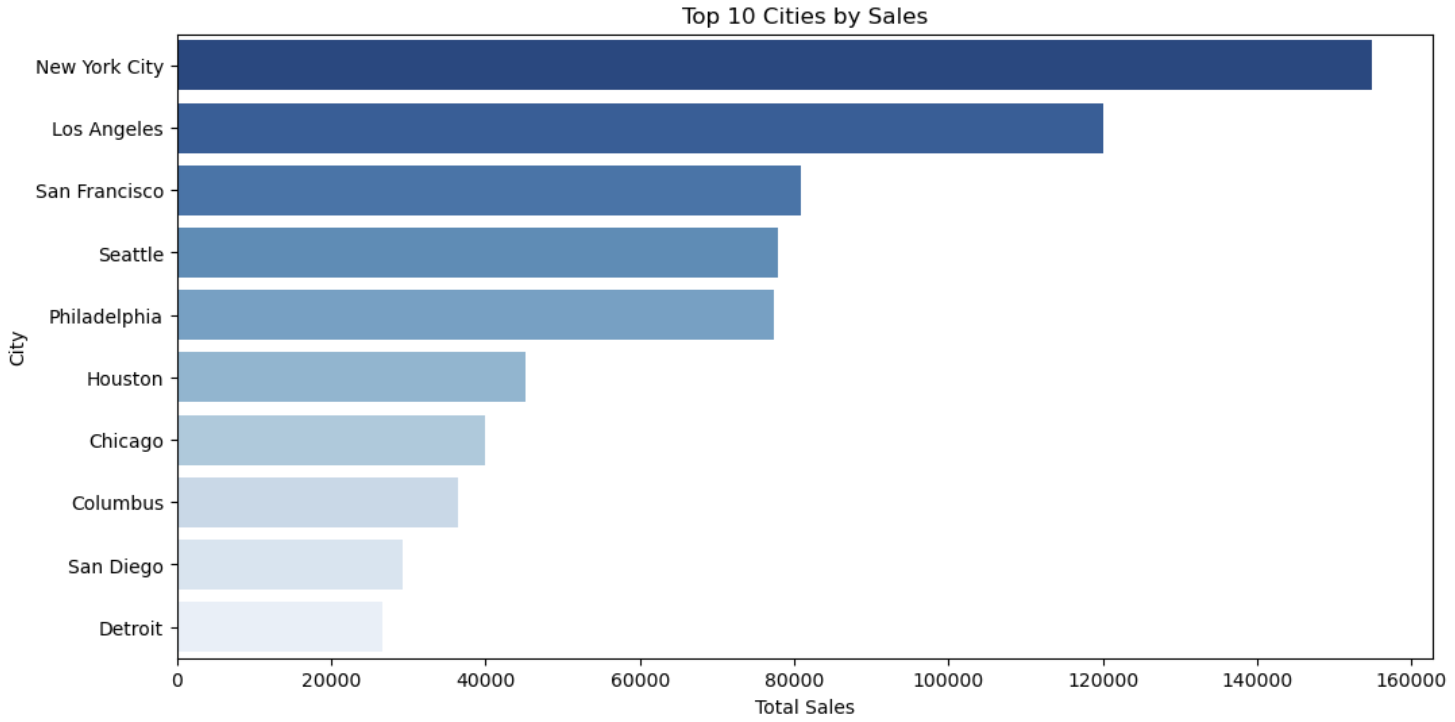 Top 10 Cities by Sales
New York City
Los Angeles
San Francisco
Seattle
Philadelphia
Houston
Chicago
Columbus
San Diego
Detroit
City
0 20000 40000 60000 80000 100000 120000 140000 160000
Total Sales